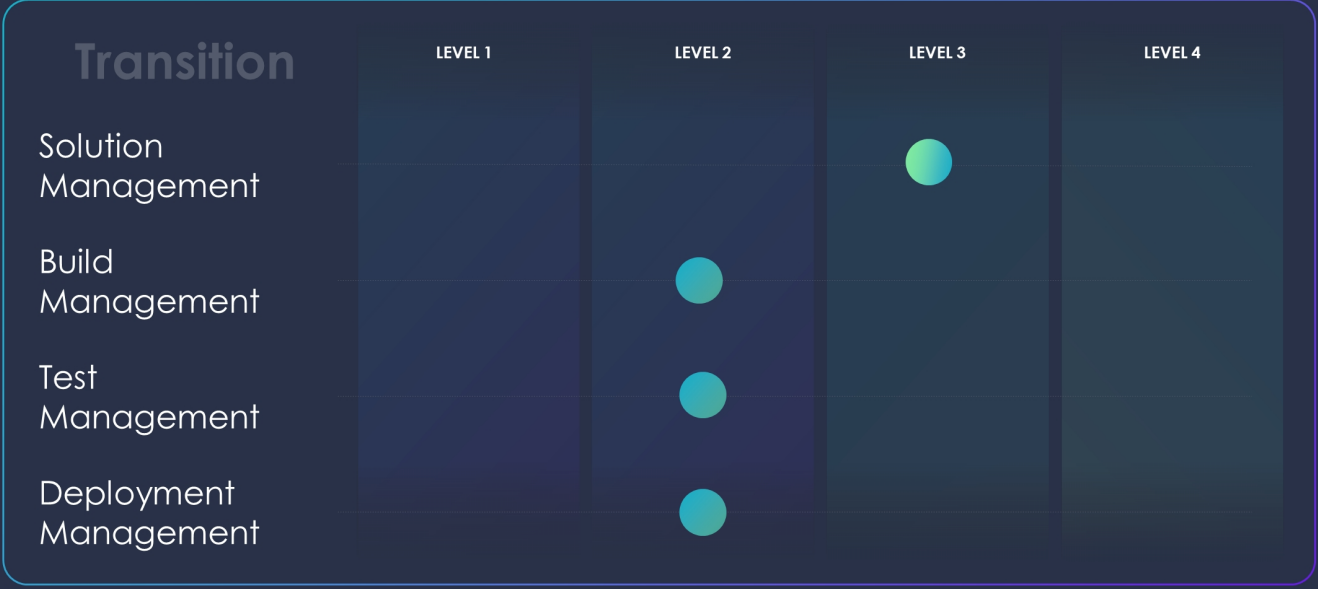 Transition
LEVEL 1
LEVEL 2
LEVEL 3
LEVEL 4
Solution
Management
Build
Management
Test
Management
Deployment
Management